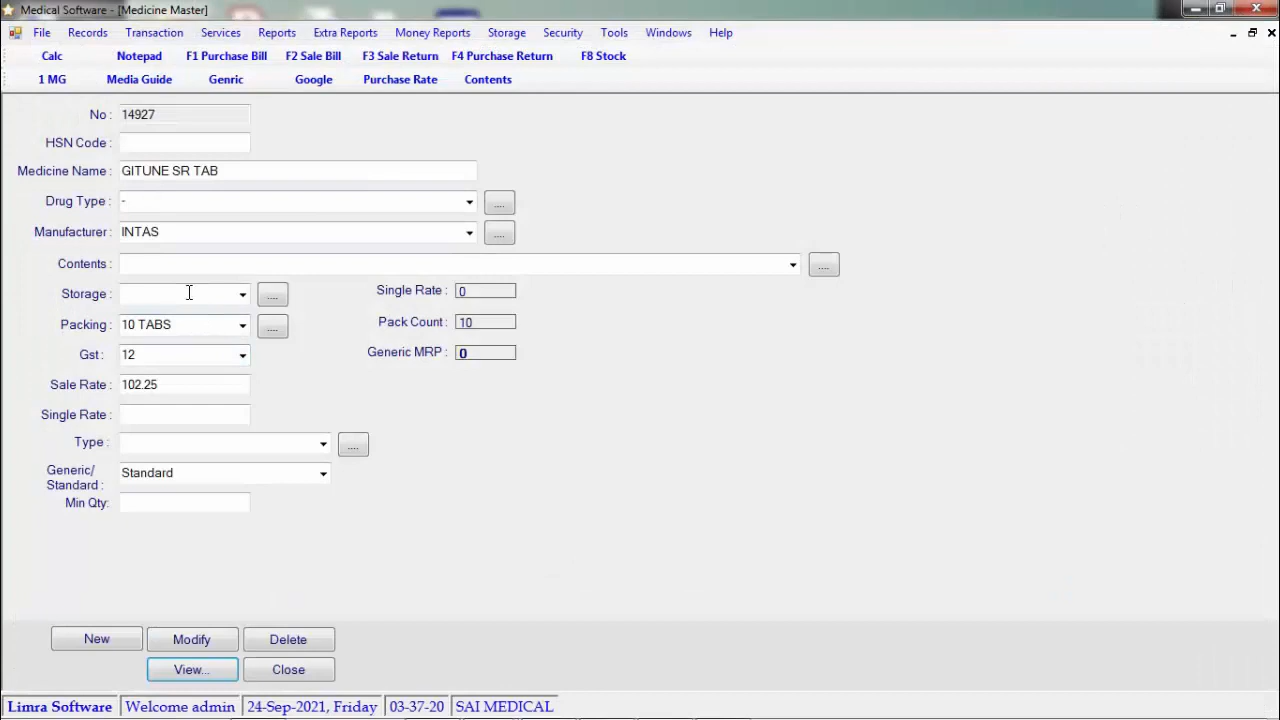 Medical Software - [Medicine Master]
File Records Transaction Services Reports Extra Reports Money Reports Storage Security Tools Windows Help
Calc Notepad F1 Purchase Bill F2 Sale Bill F3 Sale Return F4 Purchase Return F8 Stock
1 MG Media Guide Genric Google Purchase Rate Contents
No : 14927
HSN Code :
Medicine Name : GITUNE SR TAB
Drug Type : - ....
Manufacturer : INTAS ....
Contents : ....
Storage : .... Single Rate : 0
Packing : 10 TABS .... Pack Count : 10
Gst : 12 Generic MRP : 0
Sale Rate : 102.25
Single Rate :
Type : ....
Generic/
Standard : Standard
Min Qty:
New Modify Delete
View... Close
Limra Software Welcome admin 24-Sep-2021, Friday 03-37-20 SAI MEDICAL